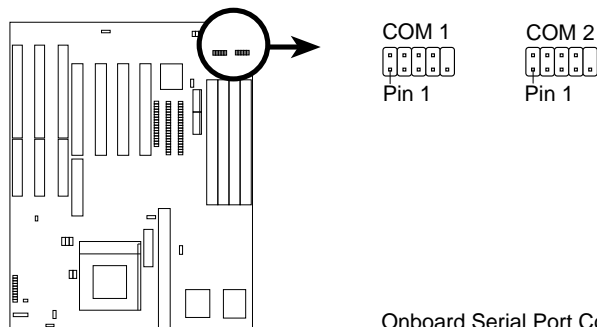 COM 1
COM 2
Pin 1
Pin 1
Onboard Serial Port Co